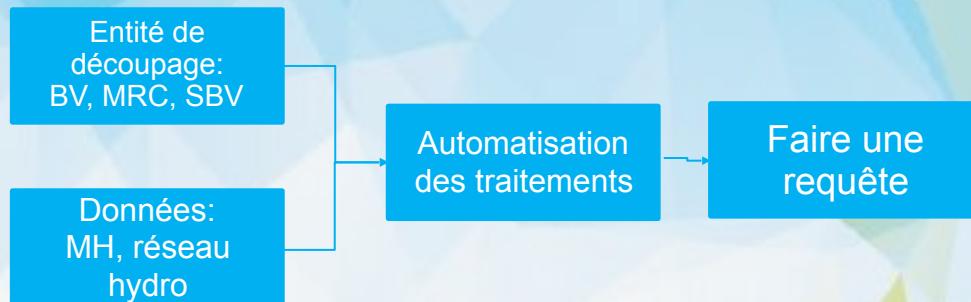 Entité de
découpage:
BV, MRC, SBV
Données:
MH, réseau
hydro
Automatisation
des traitements
Faire une
requête